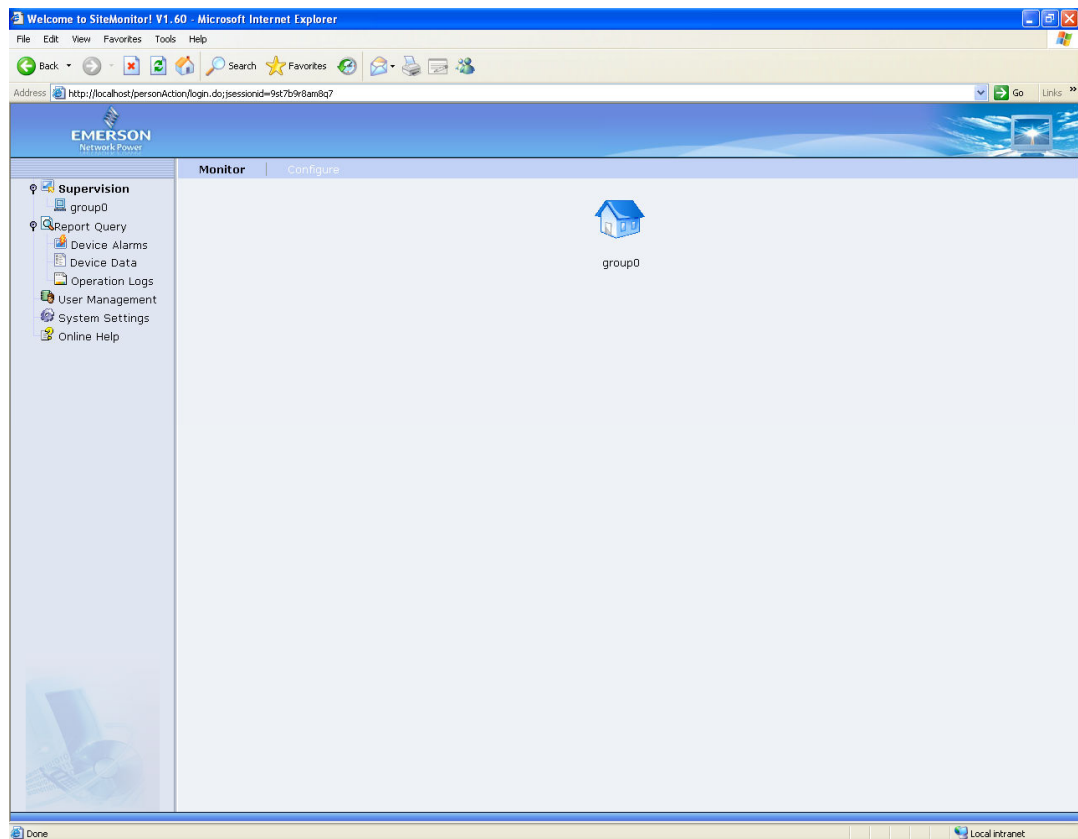 Welcome to SiteMonitor! V1.60 - Microsoft Internet Explorer
File Edit View Favorites Tools Help
Back Search Favorites
Address http://localhost/personAction/login.do;jsessionid=9st7b9r8am8q7 Go Links »
EMERSON
Network Power
Monitor Configure
Supervision
group0
Report Query
Device Alarms
Device Data
Operation Logs
User Management
System Settings
Online Help
group0
Done Local intranet